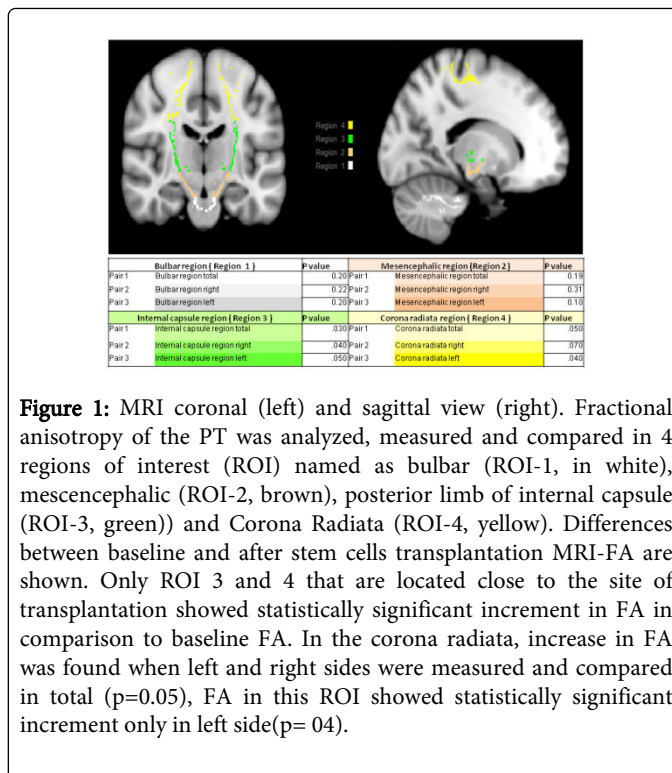 Region 4
Region 3
Region 2
Region 1
Bulbar region ( Region 1 ) P value Mesencephalic region (Region 2 ) P value
Pair 1 Bulbar region total 0.20 Pair 1 Mesencephalic region total 0.19
Pair 2 Bulbar region right 0.22 Pair 2 Mesencephalic region right 0.31
Pair 3 Bulbar region left 0.20 Pair 3 Mesencephalic region left 0.10
Internal capsule region ( Region 3 ) P value Corona radiata region ( Region 4 ) P value
Pair 1 Internal capsule region total .030 Pair 1 Corona radiata total .050
Pair 2 Internal capsule region right .040 Pair 2 Corona radiata right .070
Pair 3 Internal capsule region left .050 Pair 3 Corona radiata left .040
Figure 1: MRI coronal (left) and sagittal view (right). Fractional
anisotropy of the PT was analyzed, measured and compared in 4
regions of interest (ROI) named as bulbar (ROI-1, in white),
mescencephalic (ROI-2, brown), posterior limb of internal capsule
(ROI-3, green)) and Corona Radiata (ROI-4, yellow). Differences
between baseline and after stem cells transplantation MRI-FA are
shown. Only ROI 3 and 4 that are located close to the site of
transplantation showed statistically significant increment in FA in
comparison to baseline FA. In the corona radiata, increase in FA
was found when left and right sides were measured and compared
in total (p=0.05), FA in this ROI showed statistically significant
increment only in left side(p= 04).